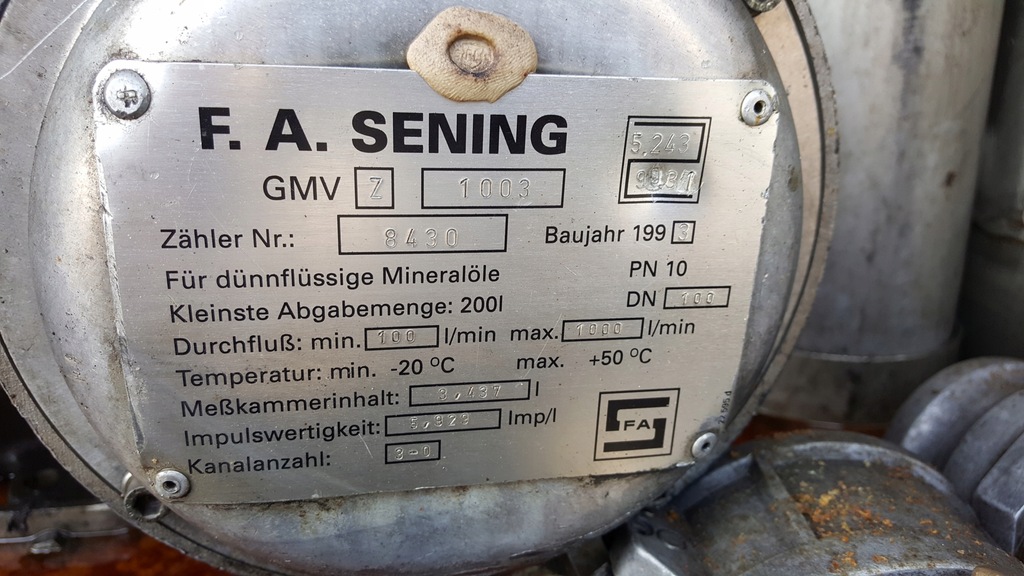 F. A. SENING
5.243
GMV Z 1003
Zähler Nr.: 8430
Baujahr 199 3
Für dünnflüssige Mineralöle
PN 10
Kleinste Abgabemenge: 200l
DN 100
Durchfluß: min. 100 l/min max. 1000 l/min
Temperatur: min. -20 °C max. +50 °C
Meßkammerinhalt: l
Impulswertigkeit: Imp/l
Kanalanzahl: 3-0
FA